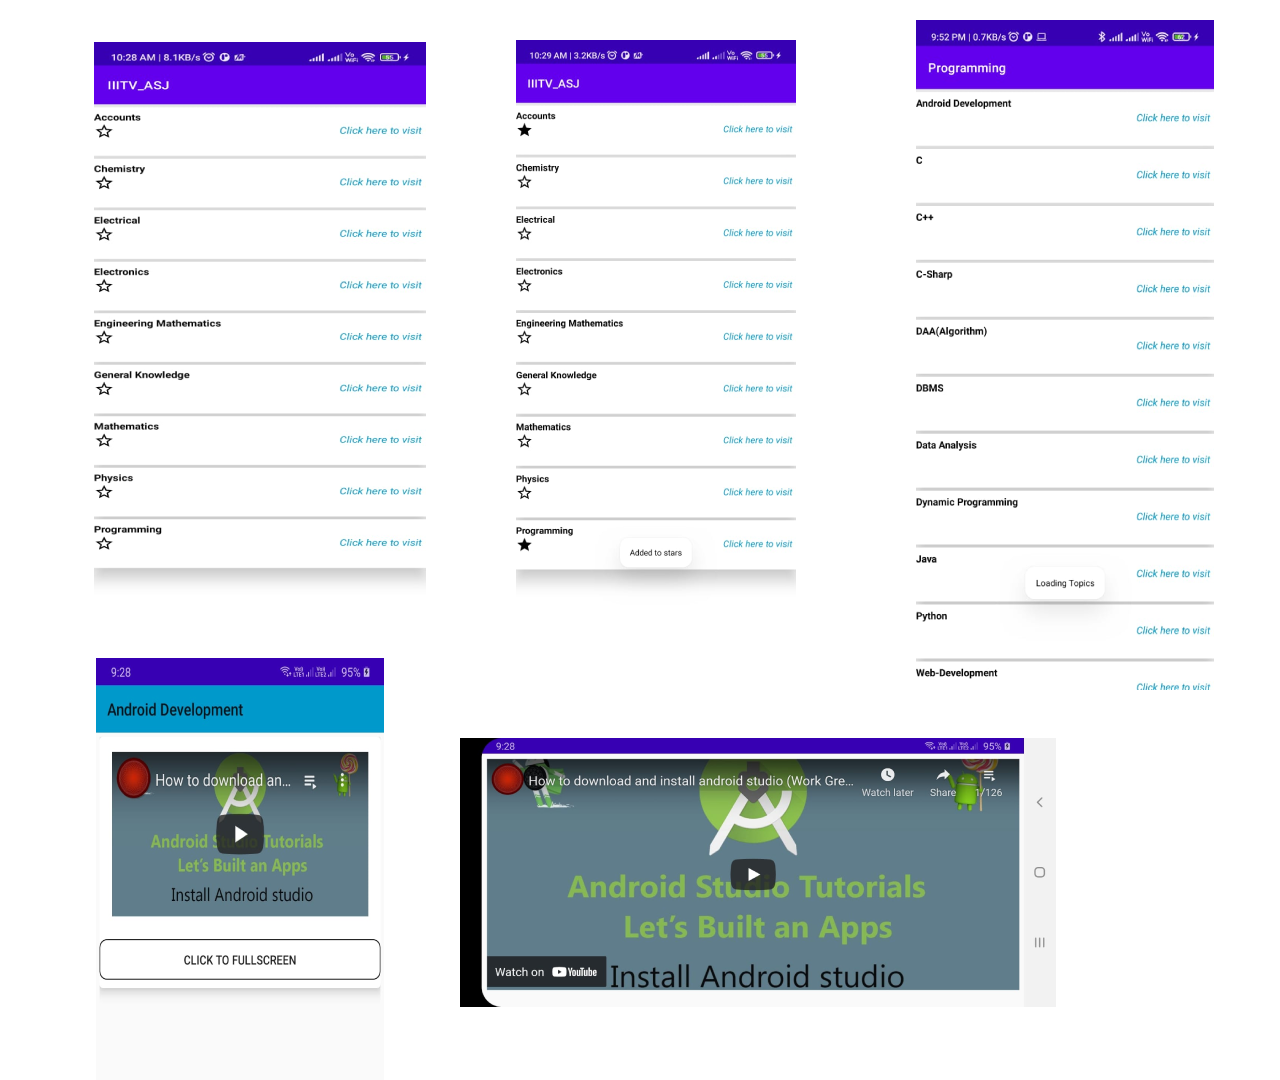 10:28 AM | 8.1KB/s
IIITV_ASJ
Accounts
Click here to visit
Chemistry
Click here to visit
Electrical
Click here to visit
Electronics
Click here to visit
Engineering Mathematics
Click here to visit
General Knowledge
Click here to visit
Mathematics
Click here to visit
Physics
Click here to visit
Programming
Click here to visit
10:29 AM | 3.2KB/s
IIITV_ASJ
Accounts
Click here to visit
Chemistry
Click here to visit
Electrical
Click here to visit
Electronics
Click here to visit
Engineering Mathematics
Click here to visit
General Knowledge
Click here to visit
Mathematics
Click here to visit
Physics
Click here to visit
Programming
Click here to visit
Added to stars
9:52 PM | 0.7KB/s
Programming
Android Development
Click here to visit
C
Click here to visit
C++
Click here to visit
C-Sharp
Click here to visit
DAA(Algorithm)
Click here to visit
DBMS
Click here to visit
Data Analysis
Click here to visit
Dynamic Programming
Click here to visit
Java
Click here to visit
Loading Topics
Python
Click here to visit
Web-Development
Click here to visit
9:28 95%
Android Development
How to download an...
Android Studio Tutorials
Let's Built an Apps
Install Android studio
CLICK TO FULLSCREEN
9:28 95%
How to download and install android studio (Work Gre...
Watch later Share /126
Android Studio Tutorials
Let's Built an Apps
Watch on YouTube
Install Android studio